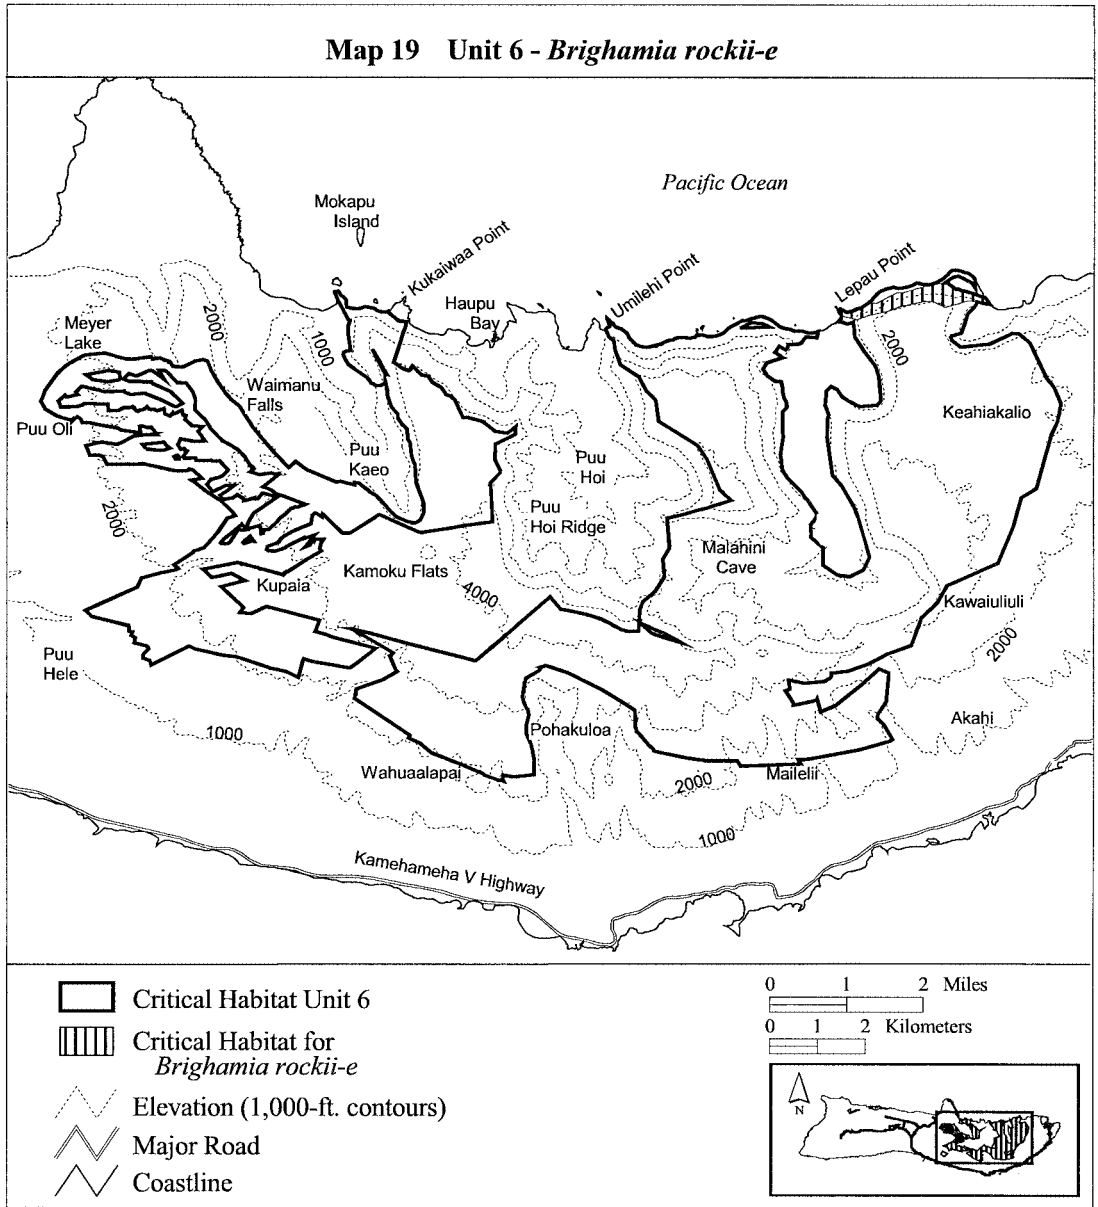 Map 19 Unit 6 - Brighamia rockii-e
Pacific Ocean
Mokapu
Island
Kukaiwaa Point
Haupu
Bay
Umilehi Point
Lepau Point
Meyer
Lake
2000
1000
2000
Waimanu
Falls
Keahiakalio
Puu Oli
Puu
Kaeo
Puu
Hoi
2000
Puu
Hoi Ridge
Malahini
Cave
Kupaia
Kamoku Flats
4000
Kawaiuliuli
2000
Puu
Hele
1000
Pohakuloa
Akahi
Wahuaalapai
2000
Mailelii
1000
Kamehameha V Highway
Critical Habitat Unit 6
Critical Habitat for
Brighamia rockii-e
Elevation (1,000-ft. contours)
Major Road
Coastline
0 1 2 Miles
0 1 2 Kilometers
N